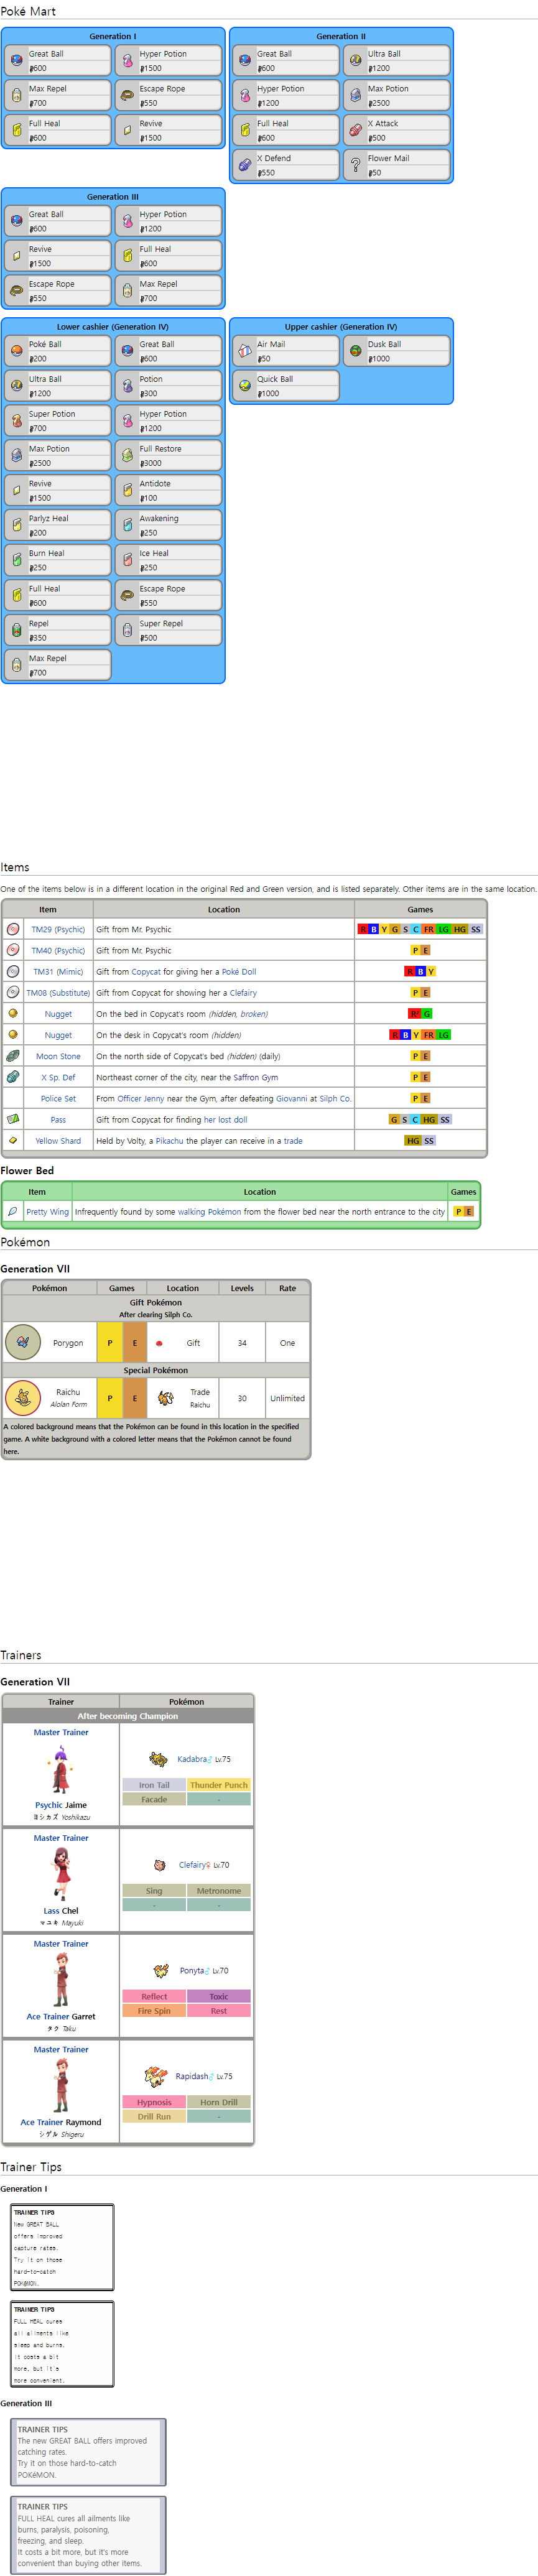 Poké Mart
Generation I
Great Ball
₽600
Hyper Potion
₽1500
Max Repel
₽700
Escape Rope
₽550
Full Heal
₽600
Revive
₽1500
Generation II
Great Ball
₽600
Ultra Ball
₽1200
Hyper Potion
₽1200
Max Potion
₽2500
Full Heal
₽600
X Attack
₽500
X Defend
₽550
Flower Mail
₽50
Generation III
Great Ball
₽600
Hyper Potion
₽1200
Revive
₽1500
Full Heal
₽600
Escape Rope
₽550
Max Repel
₽700
Lower cashier (Generation IV)
Poké Ball
₽200
Great Ball
₽600
Ultra Ball
₽1200
Potion
₽300
Super Potion
₽700
Hyper Potion
₽1200
Max Potion
₽2500
Full Restore
₽3000
Revive
₽1500
Antidote
₽100
Parlyz Heal
₽200
Awakening
₽250
Burn Heal
₽250
Ice Heal
₽250
Full Heal
₽600
Escape Rope
₽550
Repel
₽350
Super Repel
₽500
Max Repel
₽700
Upper cashier (Generation IV)
Air Mail
₽50
Dusk Ball
₽1000
Quick Ball
₽1000
Items
One of the items below is in a different location in the original Red and Green version, and is listed separately. Other items are in the same location.
Item Location Games
TM29 (Psychic) Gift from Mr. Psychic R B Y G S C FR LG HG SS
TM40 (Psychic) Gift from Mr. Psychic P E
TM31 (Mimic) Gift from Copycat for giving her a Poké Doll R B Y
TM08 (Substitute) Gift from Copycat for showing her a Clefairy P E
Nugget On the bed in Copycat's room (hidden, broken) R G
Nugget On the desk in Copycat's room (hidden) R B Y FR LG
Moon Stone On the north side of Copycat's bed (hidden) (daily) P E
X Sp. Def Northeast corner of the city, near the Saffron Gym P E
Police Set From Officer Jenny near the Gym, after defeating Giovanni at Silph Co. P E
Pass Gift from Copycat for finding her lost doll G S C HG SS
Yellow Shard Held by Volty, a Pikachu the player can receive in a trade HG SS
Flower Bed
Item Location Games
Pretty Wing Infrequently found by some walking Pokémon from the flower bed near the north entrance to the city P E
Pokémon
Generation VII
Pokémon Games Location Levels Rate
Gift Pokémon
After clearing Silph Co.
Porygon P E Gift 34 One
Special Pokémon
Raichu
Alolan Form
P E
Trade
Raichu
30 Unlimited
A colored background means that the Pokémon can be found in this location in the specified
game. A white background with a colored letter means that the Pokémon cannot be found
here.
Trainers
Generation VII
Trainer Pokémon
After becoming Champion
Master Trainer
Psychic Jaime
ヨシカズ Yoshikazu
Kadabra♂ Lv.75
Iron Tail Thunder Punch
Facade -
Master Trainer
Lass Chel
マユキ Mayuki
Clefairy♀ Lv.70
Sing Metronome
- -
Master Trainer
Ace Trainer Garret
タク Taku
Ponyta♂ Lv.70
Reflect Toxic
Fire Spin Rest
Master Trainer
Ace Trainer Raymond
シゲル Shigeru
Rapidash♂ Lv.75
Hypnosis Horn Drill
Drill Run -
Trainer Tips
Generation I
TRAINER TIPS
New GREAT BALL
offers improved
capture rates.
Try it on those
hard-to-catch
POKéMON.
TRAINER TIPS
FULL HEAL cures
all ailments like
sleep and burns.
It costs a bit
more, but it's
more convenient.
Generation III
TRAINER TIPS
The new GREAT BALL offers improved
catching rates.
Try it on those hard-to-catch
POKéMON.
TRAINER TIPS
FULL HEAL cures all ailments like
burns, paralysis, poisoning,
freezing, and sleep.
It costs a bit more, but it's more
convenient than buying other items.